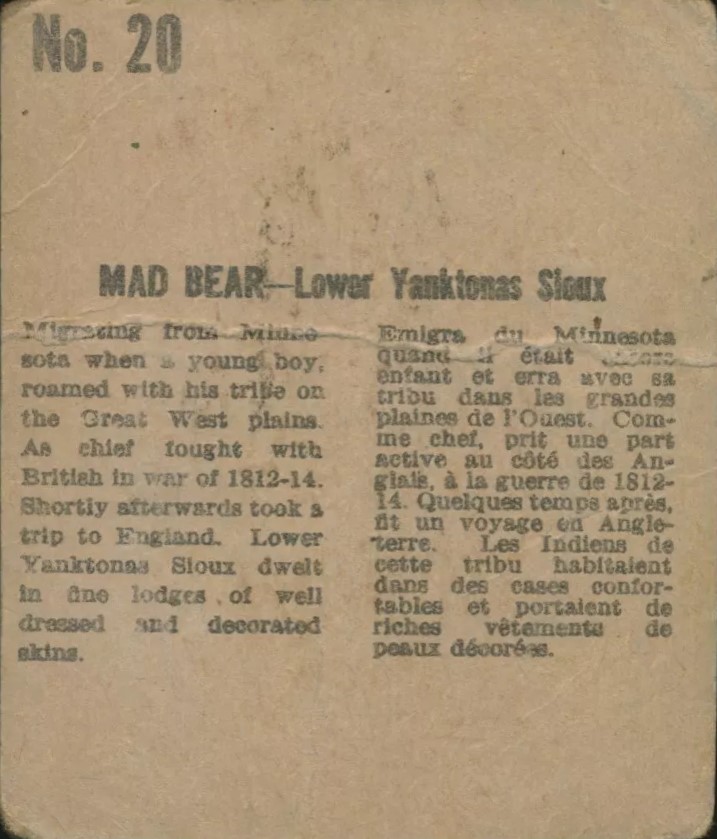 No. 20
MAD BEAR—Lower Yanktonas Sioux
Migrating from Minne-
sota when a young boy,
roamed with his tribe on
the Great West plains.
As chief fought with
British in war of 1812-14.
Shortly afterwards took a
trip to England. Lower
Yanktonas Sioux dwelt
in fine lodges of well
dressed and decorated
skins.
Emigra du Minnesota
quand il était encore
enfant et erra avec sa
tribu dans les grandes
plaines de l'Ouest. Com-
me chef, prit une part
active au côté des An-
glais, à la guerre de 1812-
14. Quelques temps après,
fit un voyage en Angle-
terre. Les Indiens de
cette tribu habitaient
dans des cases confor-
tables et portaient de
riches vêtements de
peaux décorées.